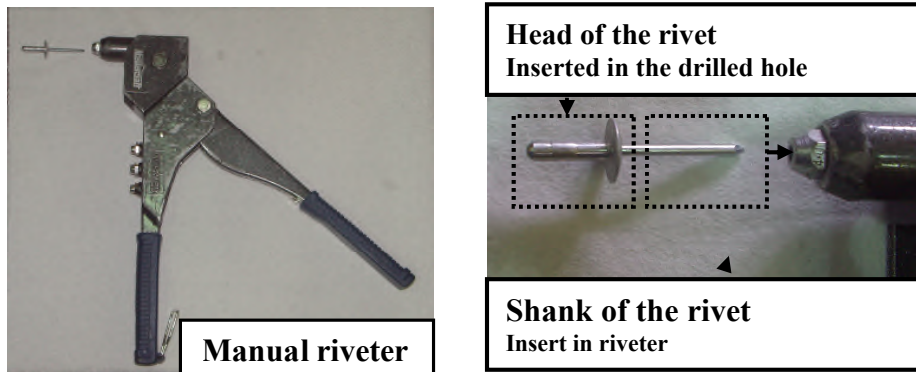 Manual riveter
Head of the rivet
Inserted in the drilled hole
Shank of the rivet
Insert in riveter